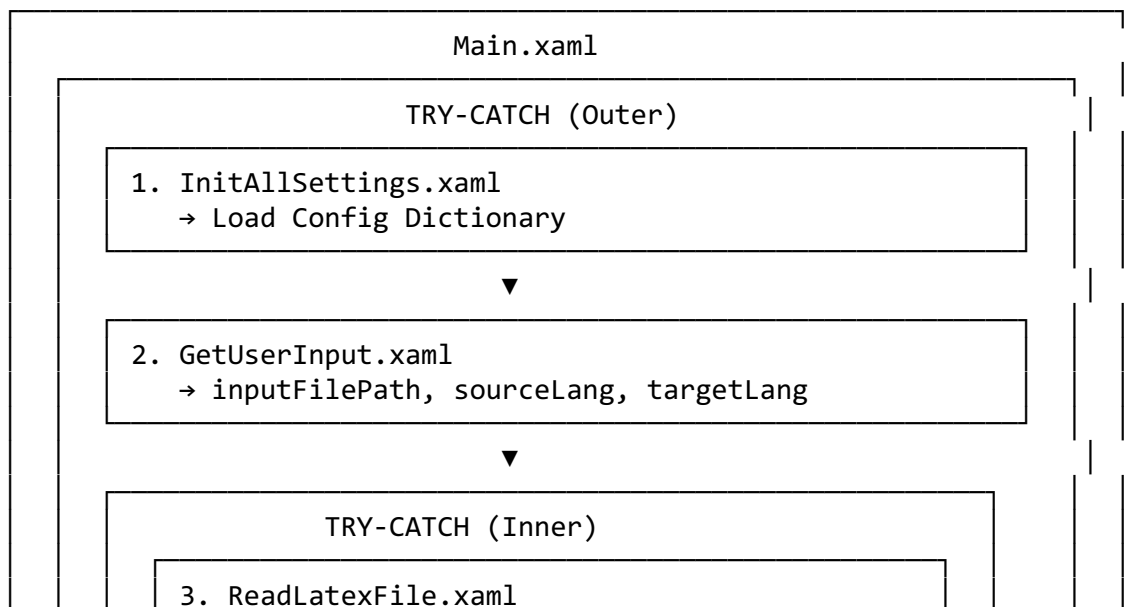 Main.xaml
TRY-CATCH (Outer)
1. InitAllSettings.xaml
→ Load Config Dictionary
▼
2. GetUserInput.xaml
→ inputFilePath, sourceLang, targetLang
▼
TRY-CATCH (Inner)
3. ReadLatexFile.xaml